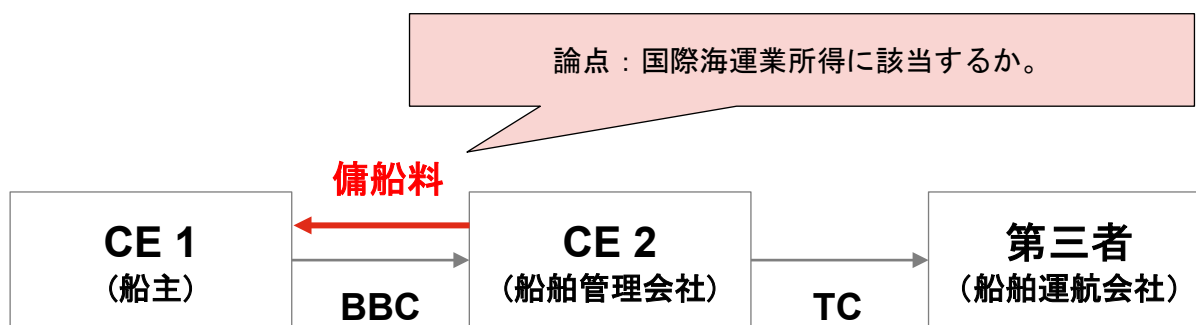 論点：国際海運業所得に該当するか。
傭船料
CE 1
（船主）
BBC
CE 2
（船舶管理会社）
TC
第三者
（船舶運航会社）